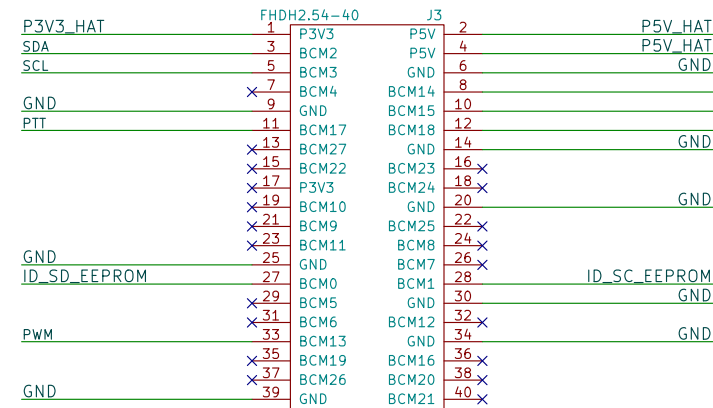 FHDH2.54-40 J3
P3V3_HAT 1 P3V3 P5V 2 P5V_HAT
SDA 3 BCM2 P5V 4 P5V_HAT
SCL 5 BCM3 GND 6 GND
7 BCM4 BCM14 8
GND 9 GND BCM15 10
PTT 11 BCM17 BCM18 12
13 BCM27 GND 14 GND
15 BCM22 BCM23 16
17 P3V3 BCM24 18
19 BCM10 GND 20 GND
21 BCM9 BCM25 22
23 BCM11 BCM8 24
GND 25 GND BCM7 26
ID_SD_EEPROM 27 BCM0 BCM1 28 ID_SC_EEPROM
29 BCM5 GND 30 GND
31 BCM6 BCM12 32
PWM 33 BCM13 GND 34 GND
35 BCM19 BCM16 36
37 BCM26 BCM20 38
GND 39 GND BCM21 40